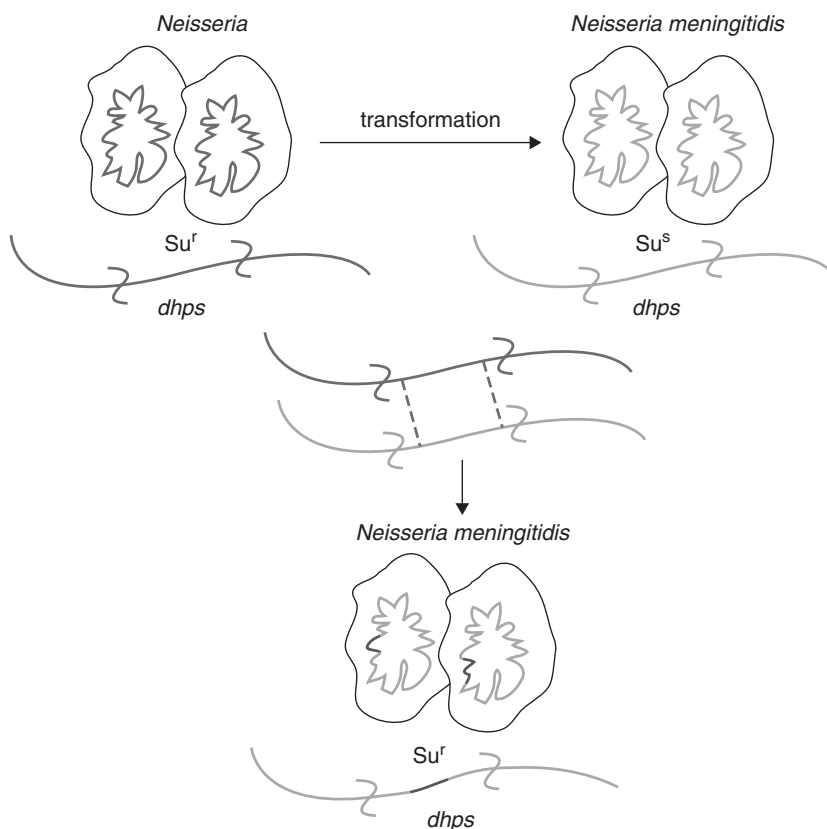 Neisseria
Neisseria meningitidis
transformation
Suʳ
Suˢ
dhps
dhps
Neisseria meningitidis
Suʳ
dhps